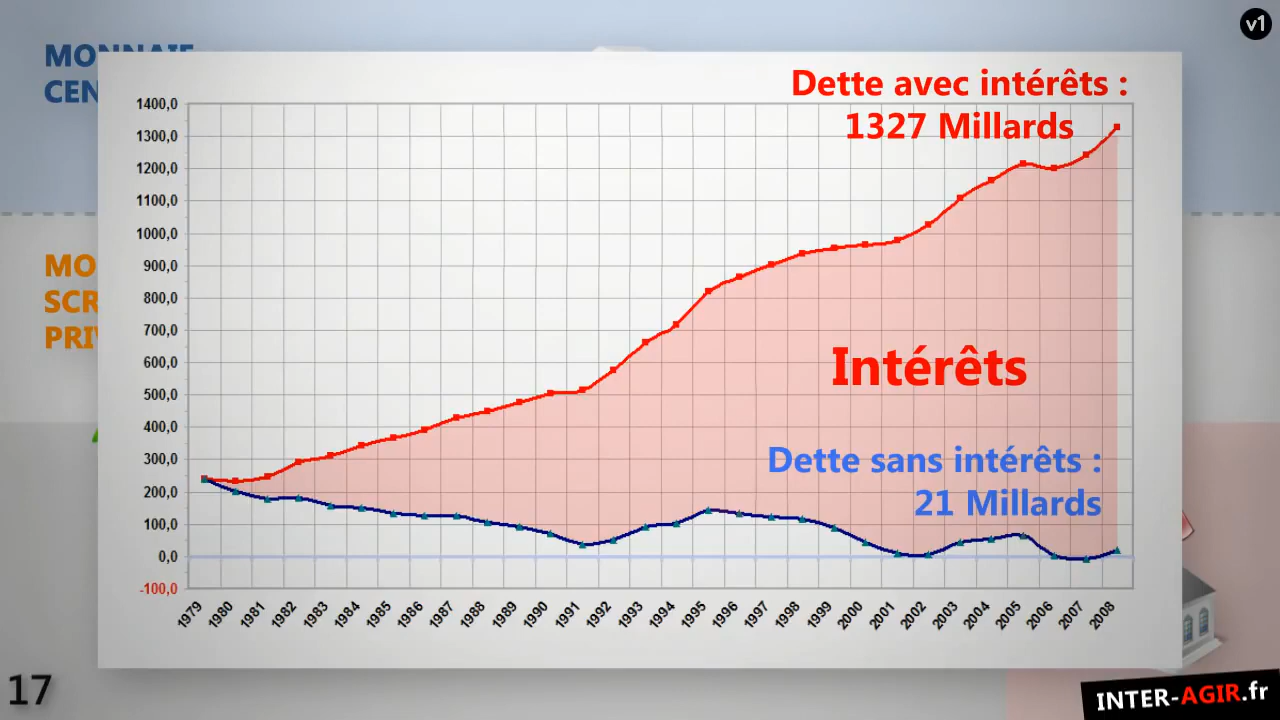 v1
MONNAIE
CEN
Dette avec intérêts :
1327 Millards
1400,0
1300,0
1200,0
1100,0
1000,0
900,0
800,0
700,0
600,0
500,0
400,0
300,0
200,0
100,0
0,0
-100,0
MO
SCR
PRIV
Intérêts
Dette sans intérêts :
21 Millards
1979 1980 1981 1982 1983 1984 1985 1986 1987 1988 1989 1990 1991 1992 1993 1994 1995 1996 1997 1998 1999 2000 2001 2002 2003 2004 2005 2006 2007 2008
17
INTER-AGIR.fr